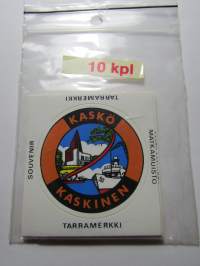 10 kpl
TARRAMERKKI
SOUVENIR
MATKAMUISTO
KASKÖ
KASKINEN
TARRAMERKKI